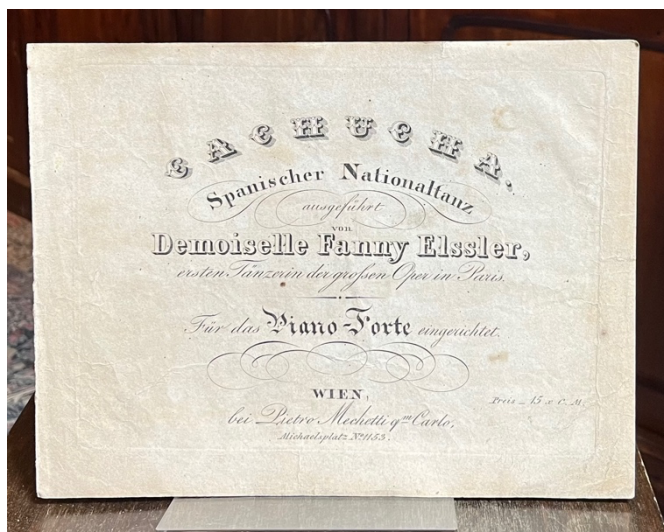 CACHUCHA.
Spanischer Nationaltanz
ausgeführt
von
Demoiselle Fanny Elssler,
ersten Tänzerin der grofsen Oper in Paris.
Für das Piano-Forte eingerichtet.
WIEN,
Preis _ 15 x C. M.
bei Pietro Mechetti qm Carlo,
Michaelsplatz No. 1153.